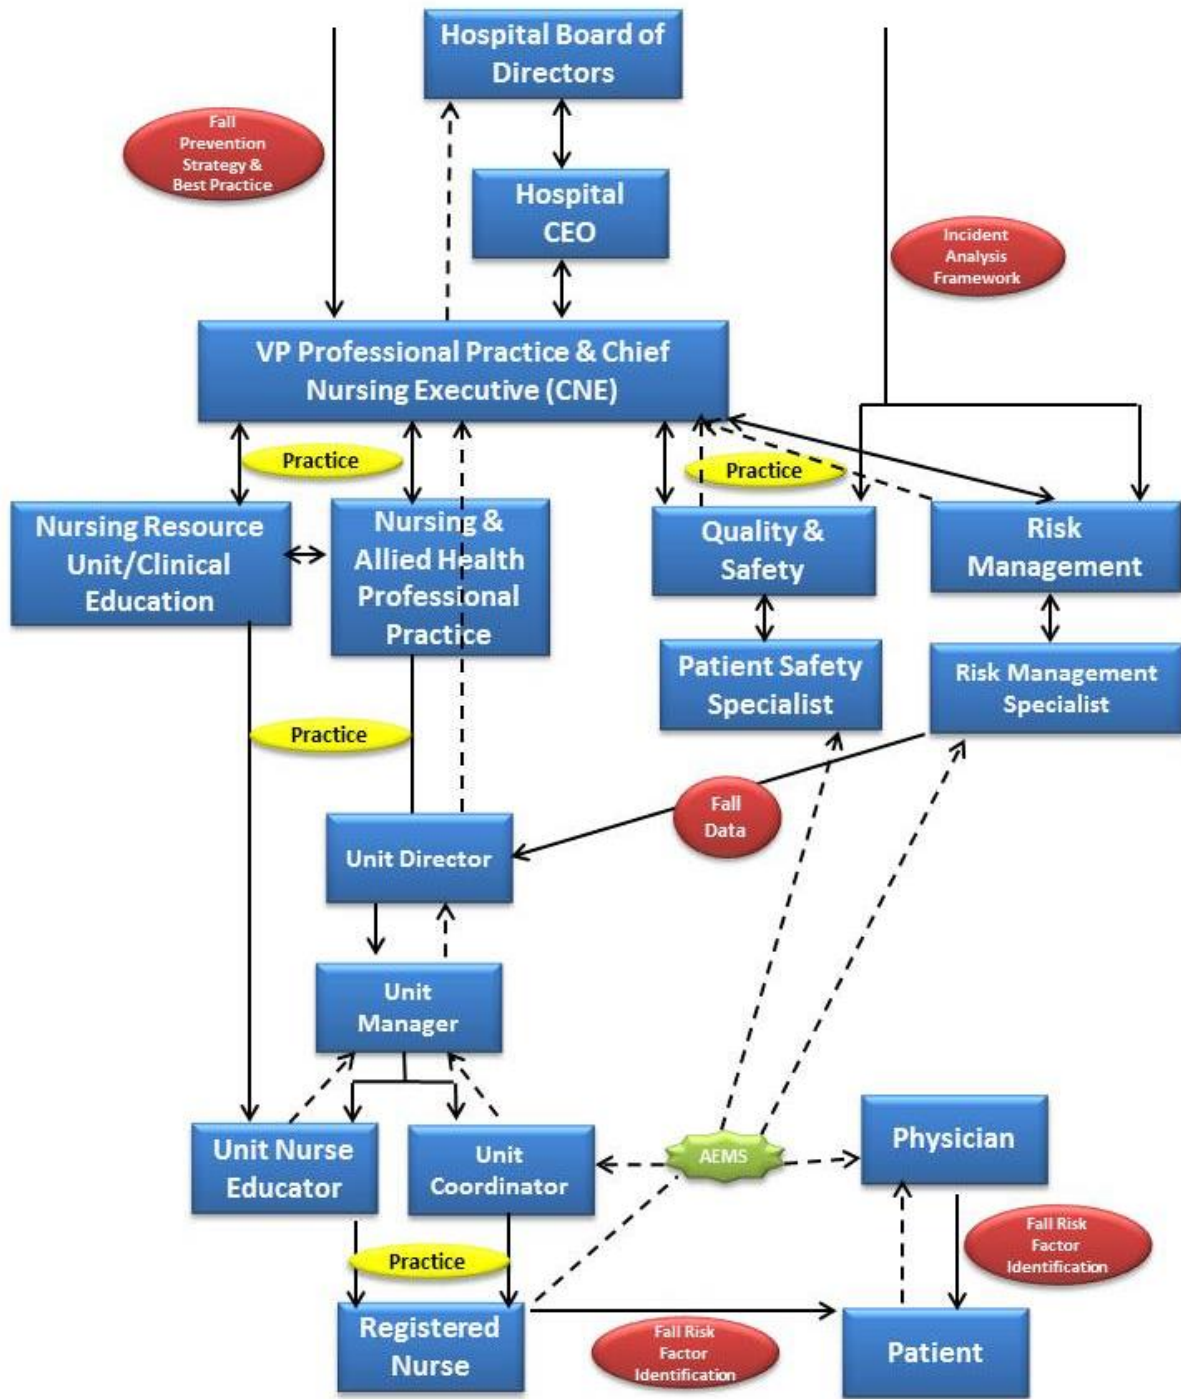 Hospital Board of
Directors
Fall
Prevention
Strategy &
Best Practice
Hospital
CEO
Incident
Analysis
Framework
VP Professional Practice & Chief
Nursing Executive (CNE)
Practice
Practice
Nursing Resource
Unit/Clinical
Education
Nursing &
Allied Health
Professional
Practice
Quality &
Safety
Risk
Management
Patient Safety
Specialist
Risk Management
Specialist
Practice
Fall
Data
Unit Director
Unit
Manager
Unit Nurse
Educator
Unit
Coordinator
AEMS
Physician
Practice
Fall Risk
Factor
Identification
Registered
Nurse
Fall Risk
Factor
Identification
Patient